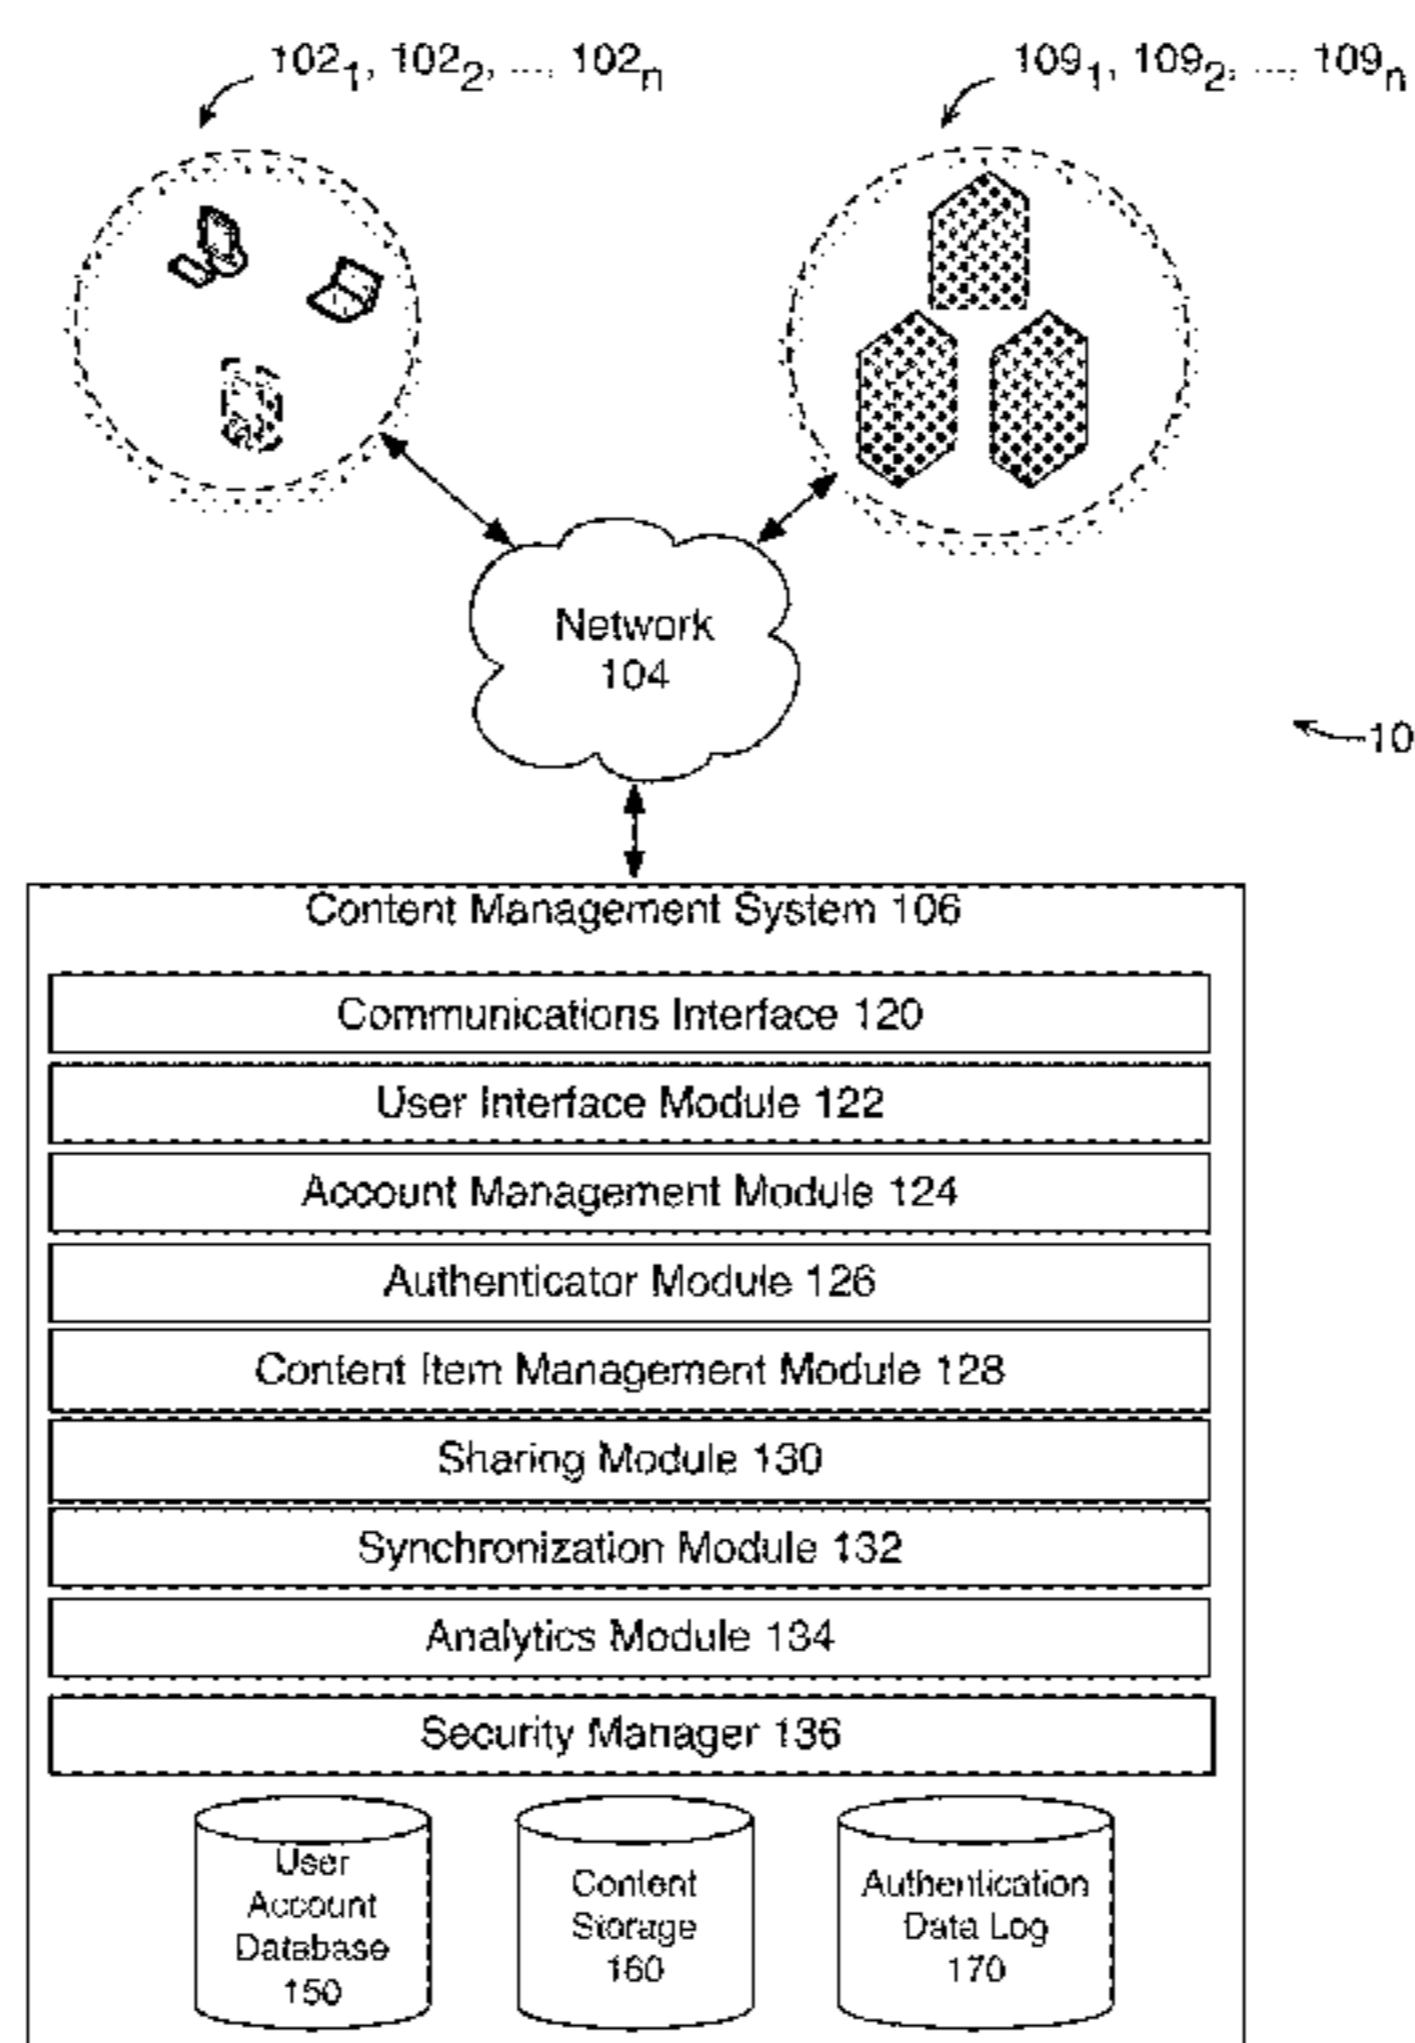 102₁, 102₂, ..., 102ₙ
109₁, 109₂, ..., 109ₙ
Network
104
10
Content Management System 106
Communications Interface 120
User Interface Module 122
Account Management Module 124
Authenticator Module 126
Content Item Management Module 128
Sharing Module 130
Synchronization Module 132
Analytics Module 134
Security Manager 136
User
Account
Database
150
Content
Storage
160
Authentication
Data Log
170